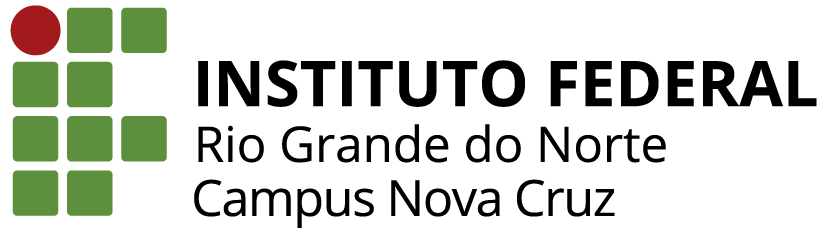 INSTITUTO FEDERAL
Rio Grande do Norte
Campus Nova Cruz